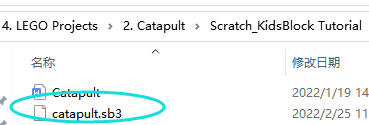 4. LEGO Projects > 2. Catapult > Scratch_KidsBlock Tutorial
名称 修改日期
Catapult 2022/1/19 14
catapult.sb3 2022/2/25 11